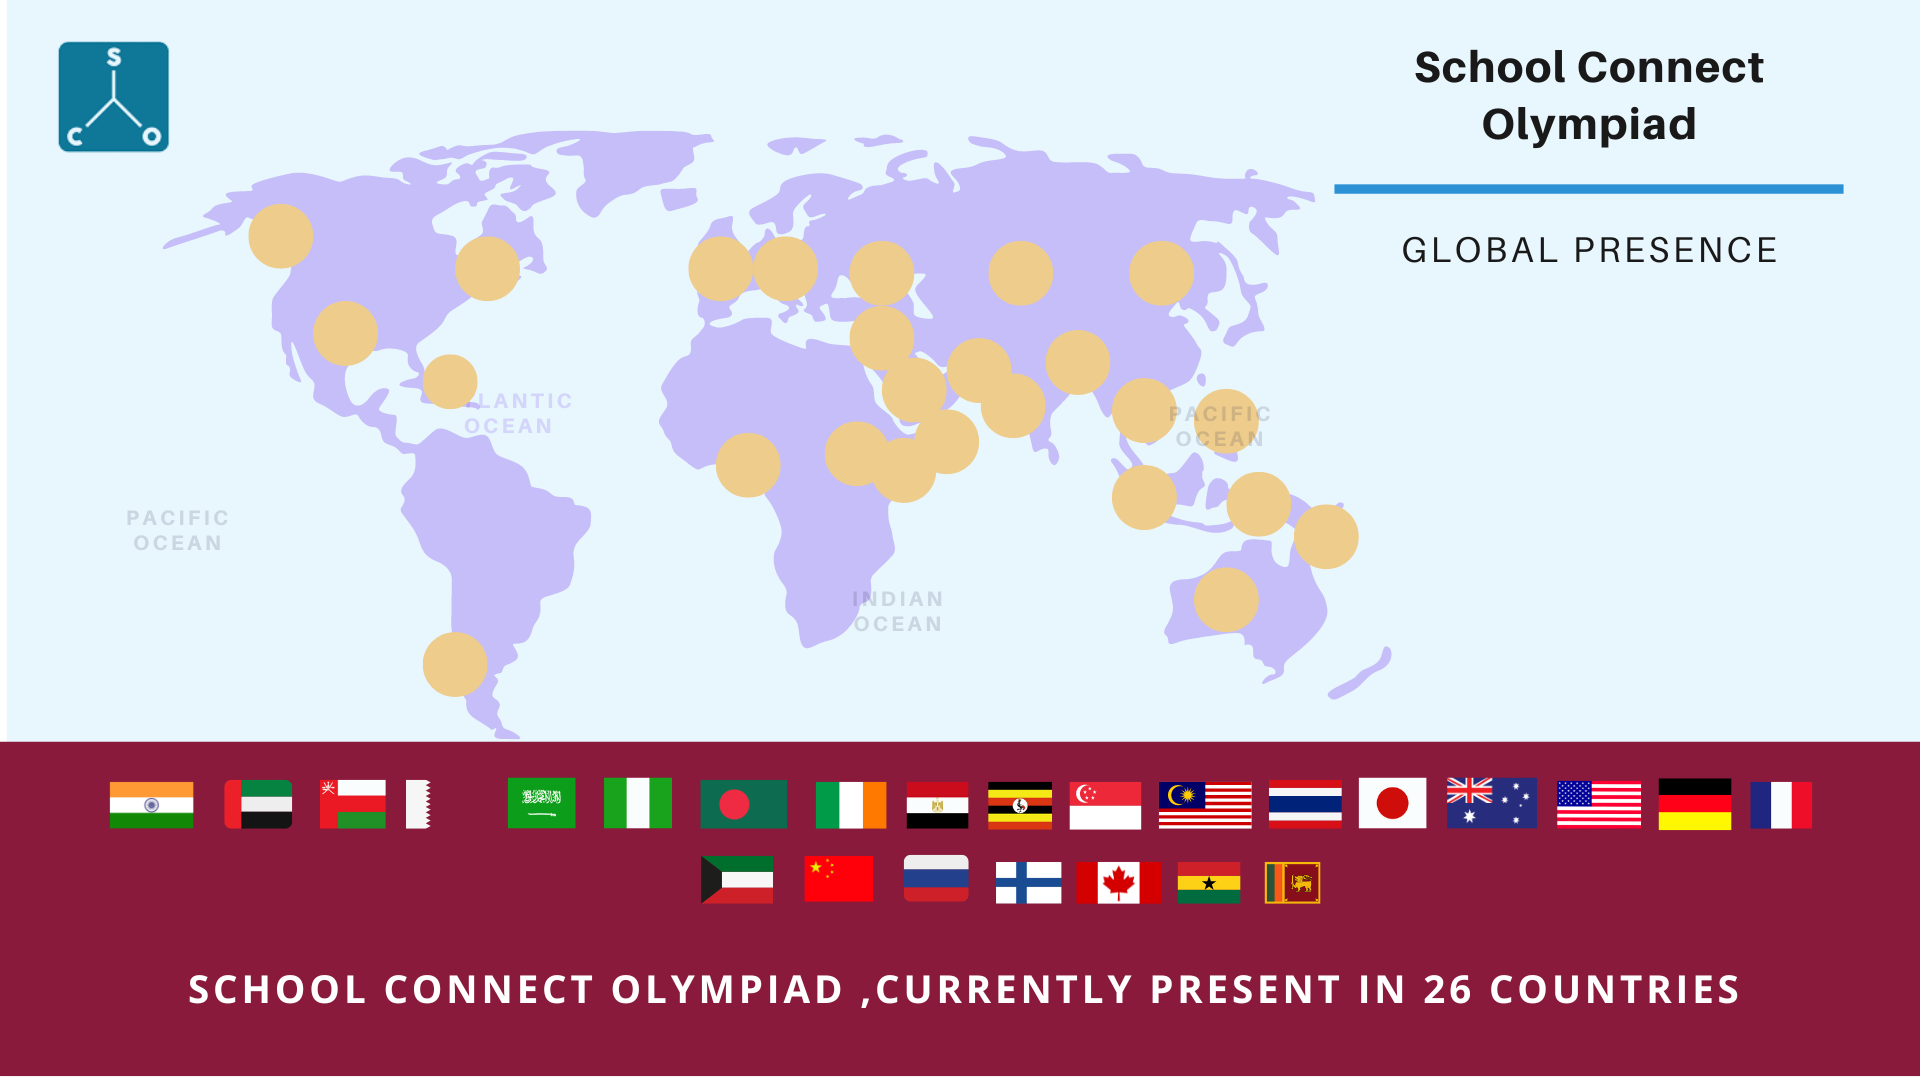 S
C O
School Connect
Olympiad
GLOBAL PRESENCE
LANTIC
OCEAN
PACIFIC
OCEAN
PACIFIC
OCEAN
INDIAN
OCEAN
SCHOOL CONNECT OLYMPIAD ,CURRENTLY PRESENT IN 26 COUNTRIES